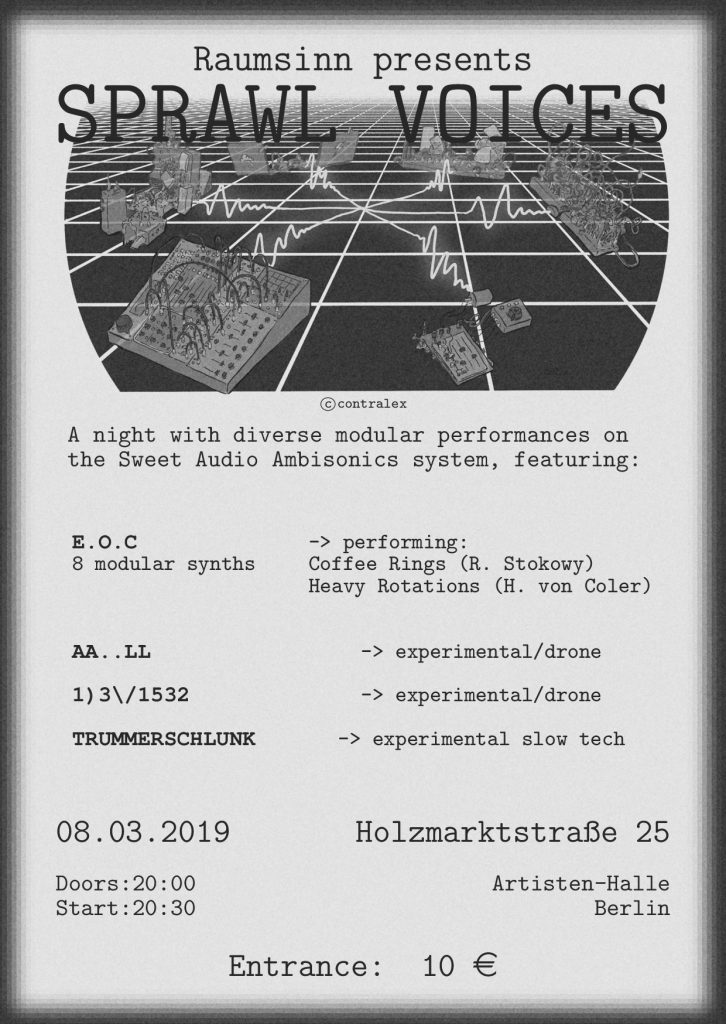 Raumsinn presents
SPRAWL VOICES
©contralex
A night with diverse modular performances on
the Sweet Audio Ambisonics system, featuring:
E.O.C -> performing:
8 modular synths Coffee Rings (R. Stokowy)
Heavy Rotations (H. von Coler)
AA..LL -> experimental/drone
1)3\/1532 -> experimental/drone
TRUMMERSCHLUNK -> experimental slow tech
08.03.2019 Holzmarktstraße 25
Doors:20:00 Artisten-Halle
Start:20:30 Berlin
Entrance: 10 €